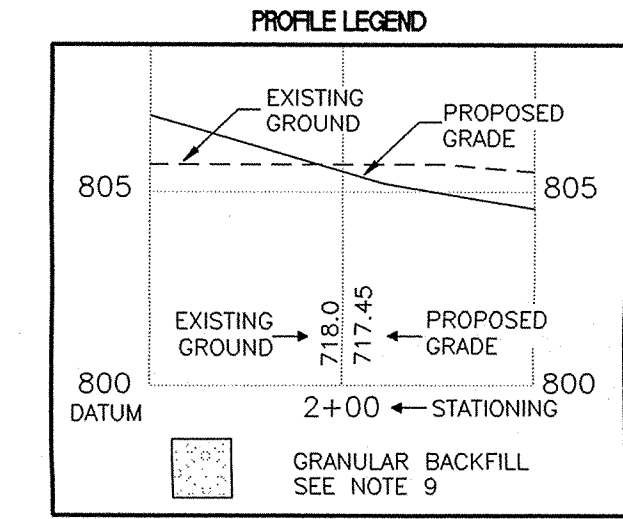 PROFILE LEGEND
EXISTING
GROUND
PROPOSED
GRADE
805
805
EXISTING
GROUND
718.0
717.45
PROPOSED
GRADE
800
800
DATUM
2+00
STATIONING
GRANULAR BACKFILL
SEE NOTE 9